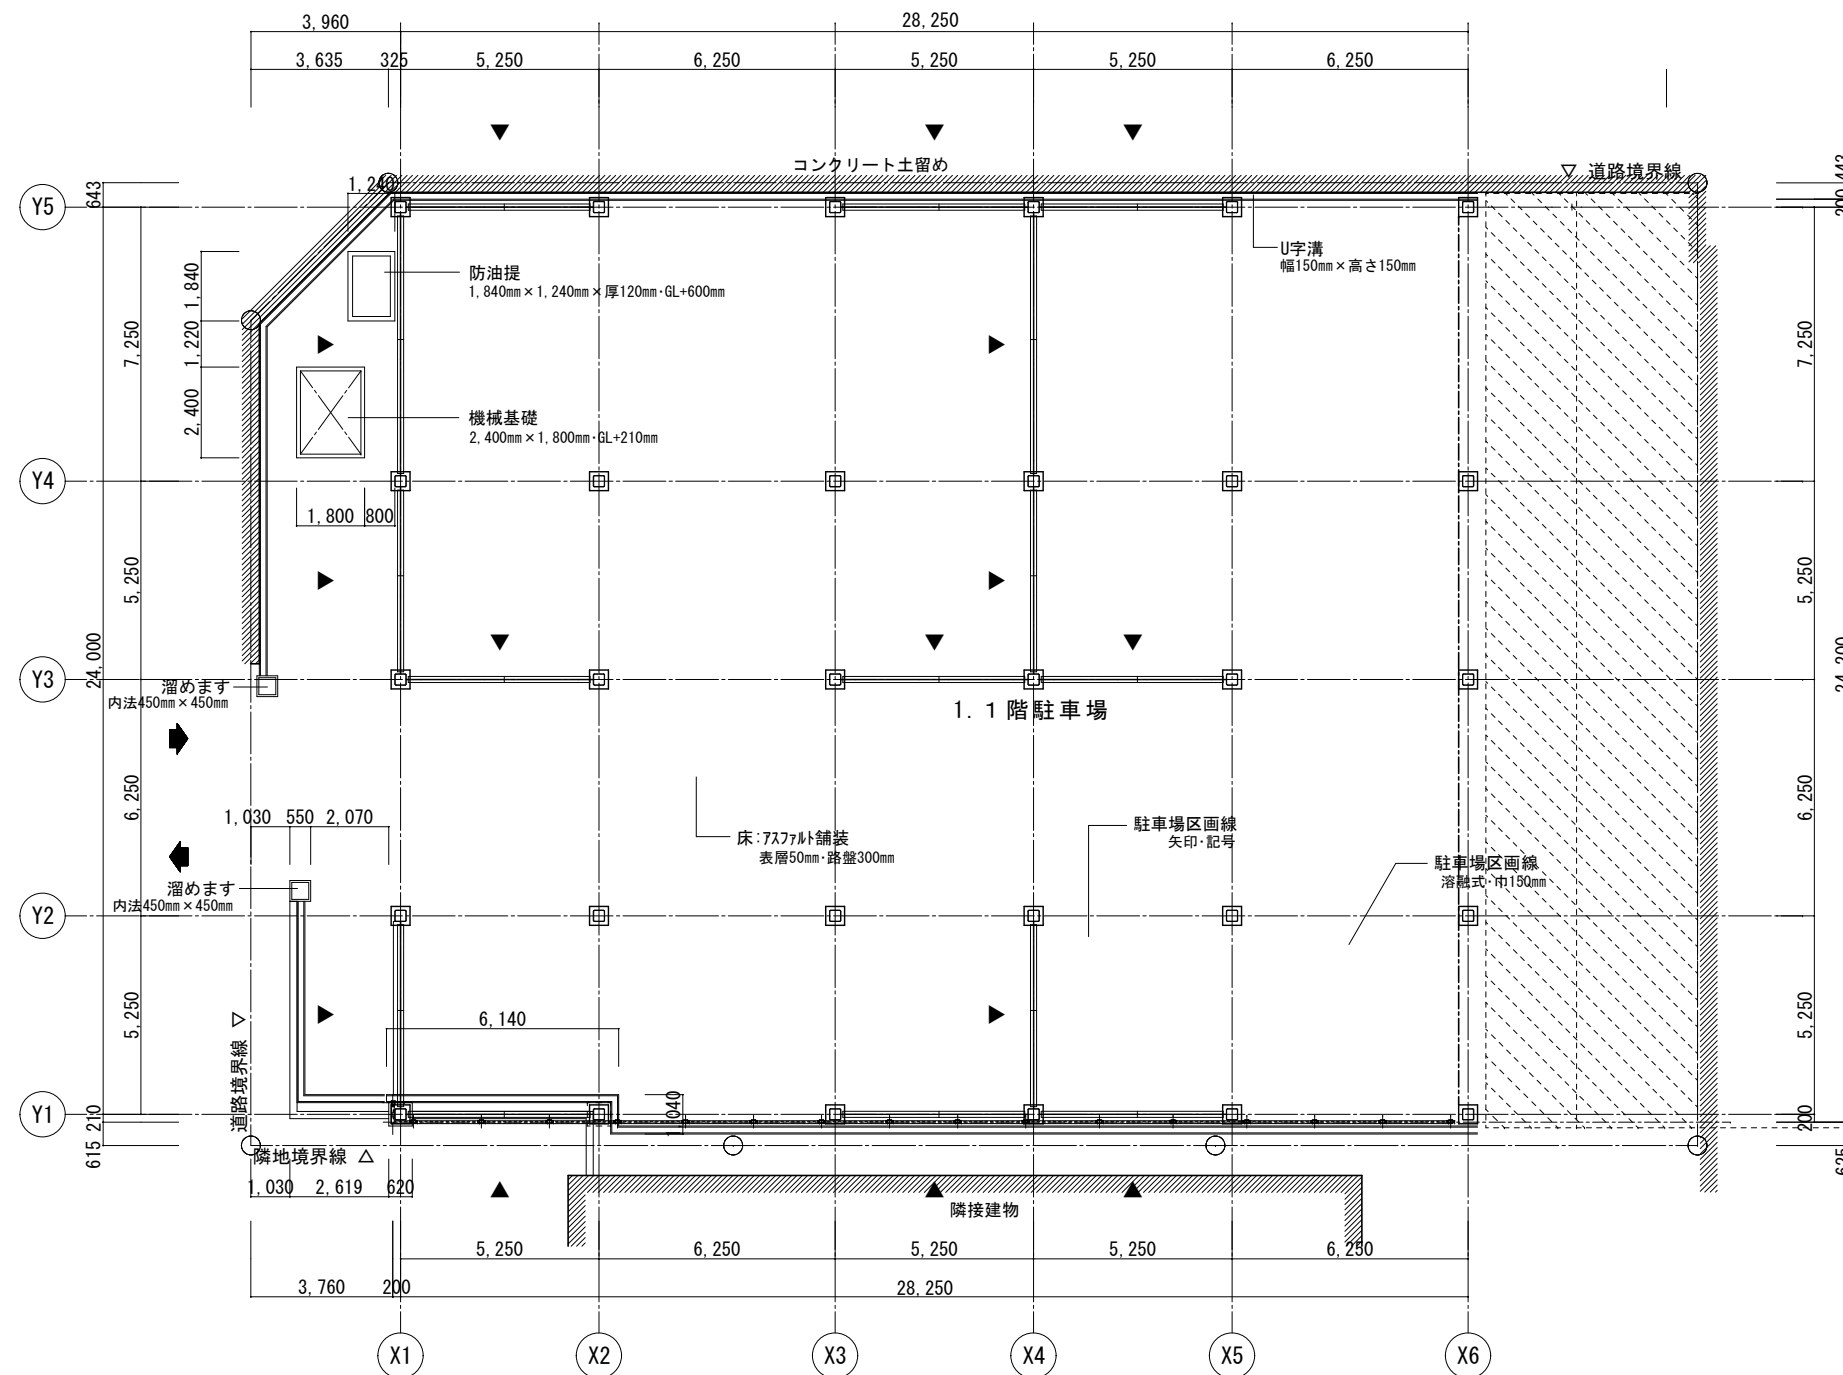 3,960
28,250
3,635
325
5,250
6,250
5,250
5,250
6,250
コンクリート土留め
▽ 道路境界線
643
1,240
Y5
U字溝
幅150mm×高さ150mm
防油提
1,840mm×1,240mm×厚120mm・GL+600mm
1,840
1,220
7,250
7,250
2,400
機械基礎
2,400mm×1,800mm・GL+210mm
Y4
1,800
800
5,250
5,250
24,000
Y3
溜めます
内法450mm×450mm
1.1階駐車場
6,250
6,250
1,030
550
2,070
床:アスファルト舗装
表層50mm・路盤300mm
駐車場区画線
矢印・記号
駐車場区画線
溶融式・巾150mm
溜めます
内法450mm×450mm
Y2
5,250
5,250
6,140
道路境界線 ▽
1,040
Y1
210
200
615
隣地境界線 △
1,030
2,619
620
隣接建物
5,250
6,250
5,250
5,250
6,250
3,760
200
28,250
X1
X2
X3
X4
X5
X6